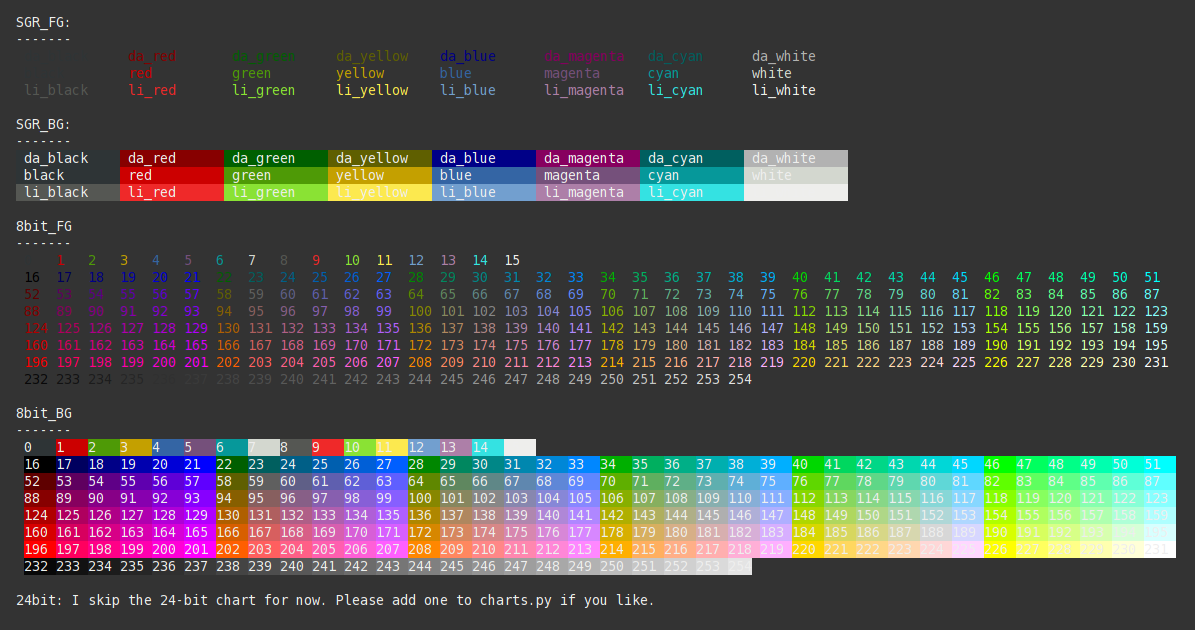 SGR_FG:
-------
da_red da_green da_yellow da_blue da_magenta da_cyan da_white
red green yellow blue magenta cyan white
li_black li_red li_green li_yellow li_blue li_magenta li_cyan li_white
SGR_BG:
-------
da_black da_red da_green da_yellow da_blue da_magenta da_cyan da_white
black red green yellow blue magenta cyan white
li_black li_red li_green li_yellow li_blue li_magenta li_cyan
8bit_FG
-------
1 2 3 4 5 6 7 8 9 10 11 12 13 14 15
16 17 18 19 20 21 22 23 24 25 26 27 28 29 30 31 32 33 34 35 36 37 38 39 40 41 42 43 44 45 46 47 48 49 50 51
52 53 54 55 56 57 58 59 60 61 62 63 64 65 66 67 68 69 70 71 72 73 74 75 76 77 78 79 80 81 82 83 84 85 86 87
88 89 90 91 92 93 94 95 96 97 98 99 100 101 102 103 104 105 106 107 108 109 110 111 112 113 114 115 116 117 118 119 120 121 122 123
124 125 126 127 128 129 130 131 132 133 134 135 136 137 138 139 140 141 142 143 144 145 146 147 148 149 150 151 152 153 154 155 156 157 158 159
160 161 162 163 164 165 166 167 168 169 170 171 172 173 174 175 176 177 178 179 180 181 182 183 184 185 186 187 188 189 190 191 192 193 194 195
196 197 198 199 200 201 202 203 204 205 206 207 208 209 210 211 212 213 214 215 216 217 218 219 220 221 222 223 224 225 226 227 228 229 230 231
232 233 234 235 237 238 239 240 241 242 243 244 245 246 247 248 249 250 251 252 253 254
8bit_BG
-------
0 1 2 3 4 5 6 7 8 9 10 11 12 13 14
16 17 18 19 20 21 22 23 24 25 26 27 28 29 30 31 32 33 34 35 36 37 38 39 40 41 42 43 44 45 46 47 48 49 50 51
52 53 54 55 56 57 58 59 60 61 62 63 64 65 66 67 68 69 70 71 72 73 74 75 76 77 78 79 80 81 82 83 84 85 86 87
88 89 90 91 92 93 94 95 96 97 98 99 100 101 102 103 104 105 106 107 108 109 110 111 112 113 114 115 116 117 118 119 120 121 122 123
124 125 126 127 128 129 130 131 132 133 134 135 136 137 138 139 140 141 142 143 144 145 146 147 148 149 150 151 152 153 154 155 156 157 158 159
160 161 162 163 164 165 166 167 168 169 170 171 172 173 174 175 176 177 178 179 180 181 182 183 184 185 186 187 188 189 190 191 192 193 194 195
196 197 198 199 200 201 202 203 204 205 206 207 208 209 210 211 212 213 214 215 216 217 218 219 220 221 222 223 224 225 226 227 228 229 230 231
232 233 234 235 236 237 238 239 240 241 242 243 244 245 246 247 248 249 250 251 252 253 254
24bit: I skip the 24-bit chart for now. Please add one to charts.py if you like.